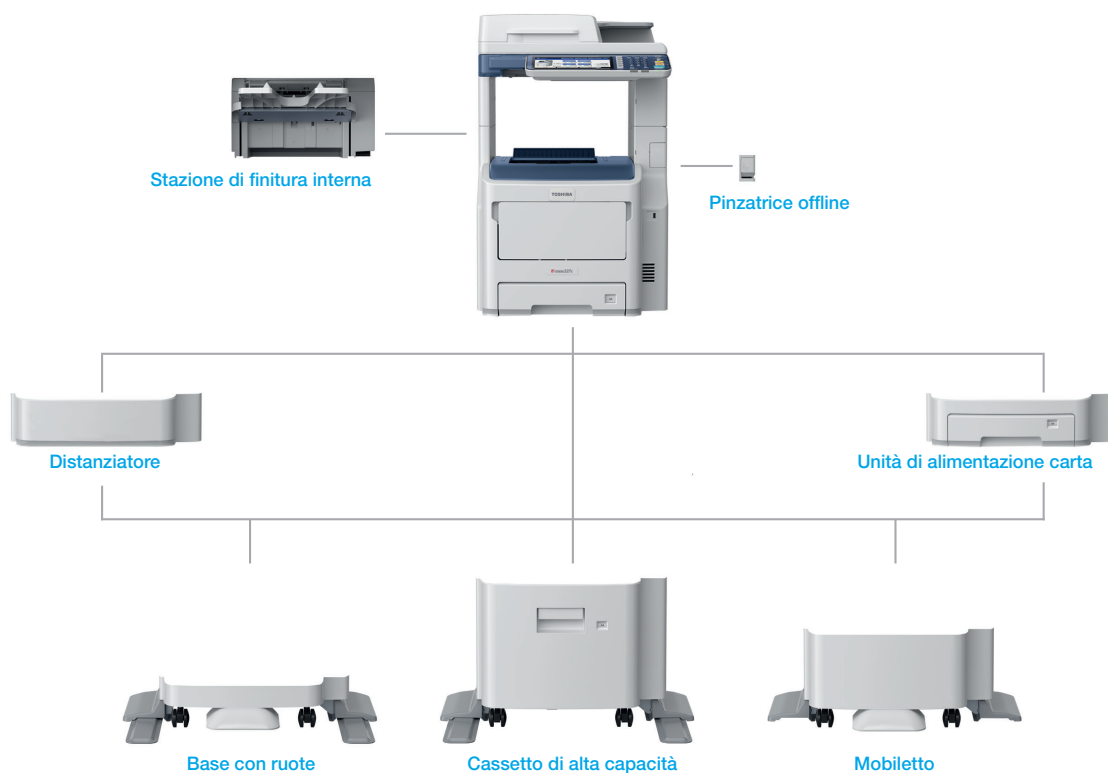 Stazione di finitura interna
Pinzatrice offline
TOSHIBA
Distanziatore
Unità di alimentazione carta
Base con ruote
Cassetto di alta capacità
Mobiletto